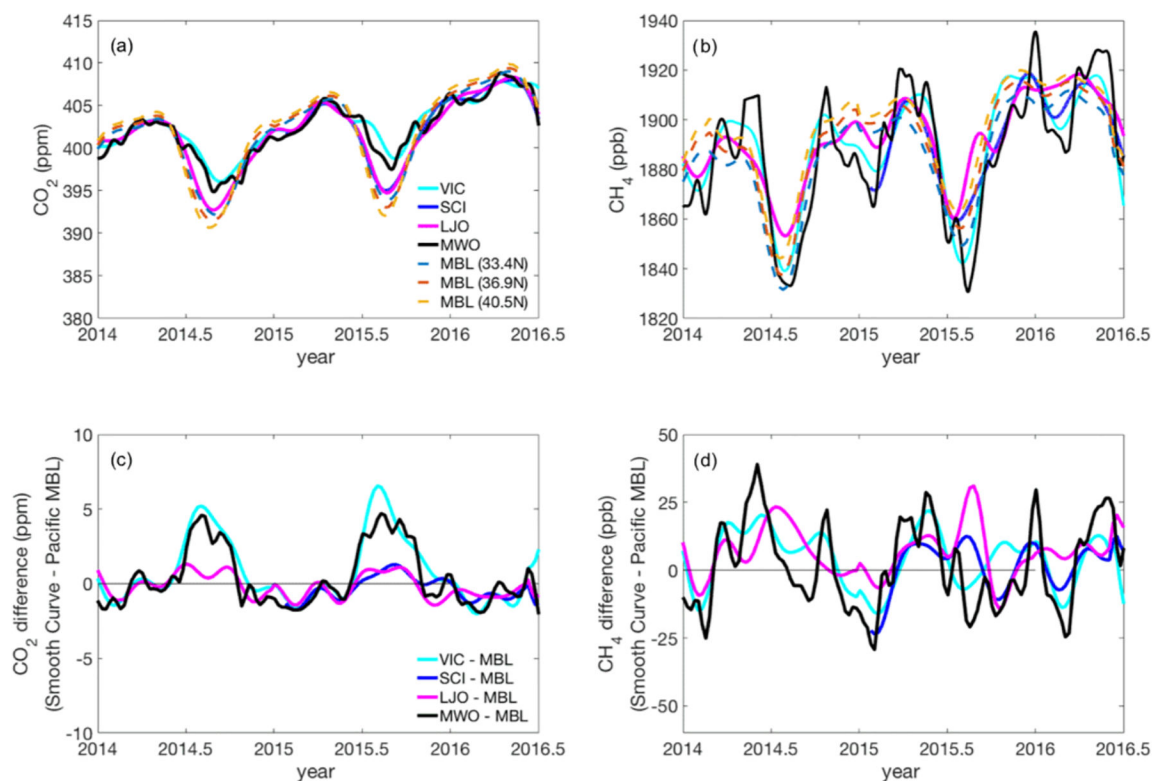 (a)
415
410
405
400
395
390
385
380
CO2 (ppm)
VIC
SCI
LJO
MWO
MBL (33.4N)
MBL (36.9N)
MBL (40.5N)
2014 2014.5 2015 2015.5 2016 2016.5
year
(b)
1940
1920
1900
1880
1860
1840
1820
CH4 (ppb)
2014 2014.5 2015 2015.5 2016 2016.5
year
(c)
10
5
0
-5
-10
CO2 difference (ppm)
(Smooth Curve - Pacific MBL)
VIC - MBL
SCI - MBL
LJO - MBL
MWO - MBL
2014 2014.5 2015 2015.5 2016 2016.5
year
(d)
50
25
0
-25
-50
CH4 difference (ppb)
(Smooth Curve - Pacific MBL)
2014 2014.5 2015 2015.5 2016 2016.5
year